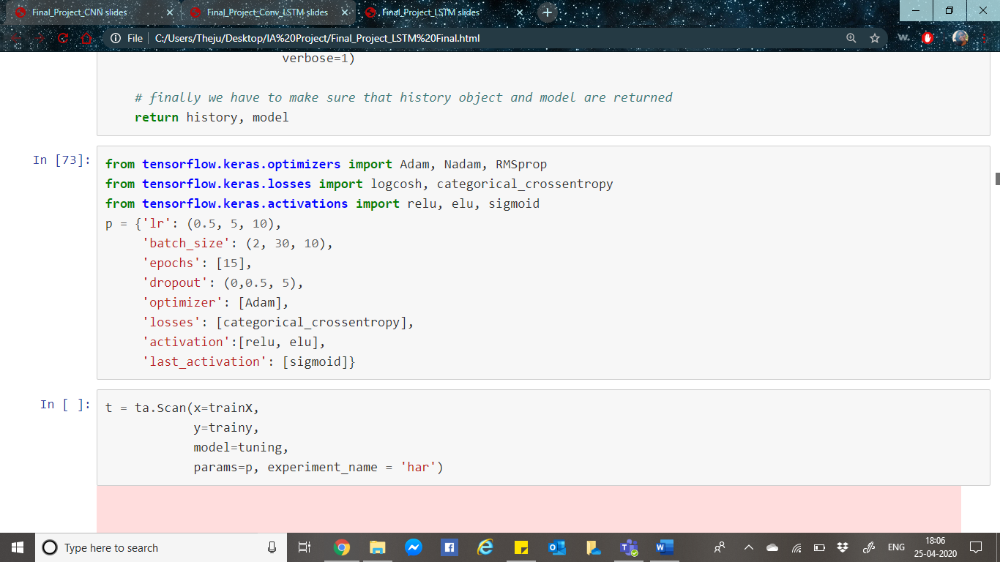 Final_Project_CNN slides
Final_Project_Conv_LSTM slides
Final_Project_LSTM slides
File C:/Users/Theju/Desktop/IA%20Project/Final_Project_LSTM%20Final.html
w.
verbose=1)
# finally we have to make sure that history object and model are returned
return history, model
In [73]:
from tensorflow.keras.optimizers import Adam, Nadam, RMSprop
from tensorflow.keras.losses import logcosh, categorical_crossentropy
from tensorflow.keras.activations import relu, elu, sigmoid
p = {'lr': (0.5, 5, 10),
'batch_size': (2, 30, 10),
'epochs': [15],
'dropout': (0,0.5, 5),
'optimizer': [Adam],
'losses': [categorical_crossentropy],
'activation':[relu, elu],
'last_activation': [sigmoid]}
In [ ]:
t = ta.Scan(x=trainX,
y=trainy,
model=tuning,
params=p, experiment_name = 'har')
Type here to search
ENG
18:06
25-04-2020